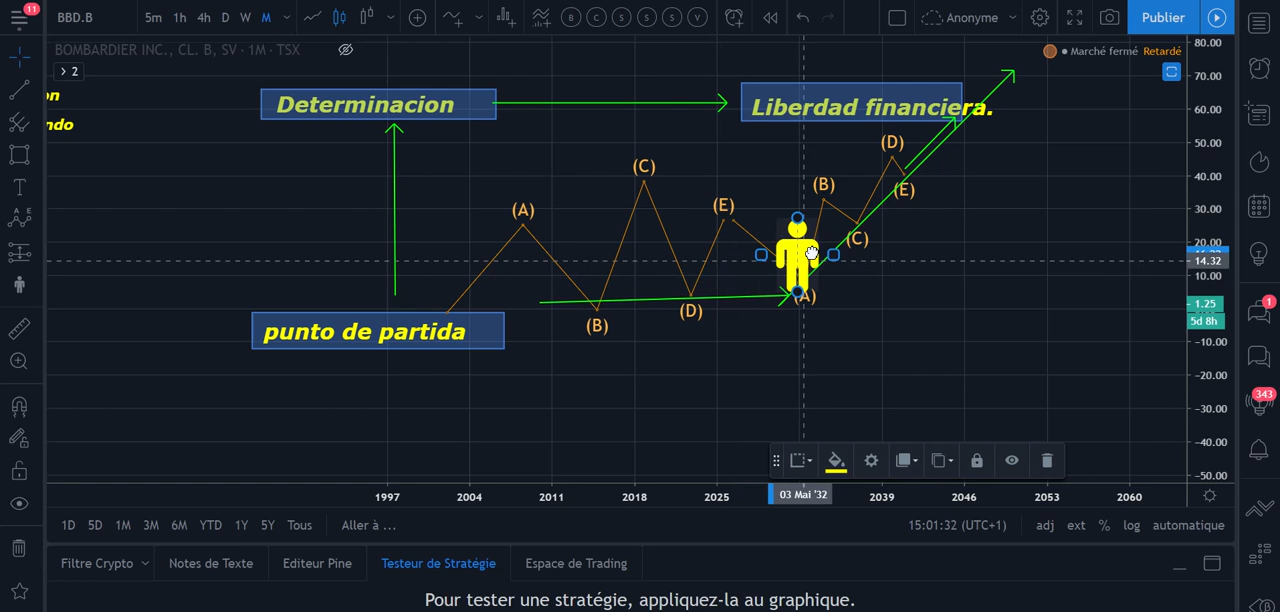 11
BBD.B 5m 1h 4h D W M B C S S S V Anonyme Publier
BOMBARDIER INC., CL. B, SV · 1M · TSX
Marché fermé Retardé
2
on
ndo
Determinacion
Liberdad financiera.
(A) (B) (C) (D) (E)
(A) (B) (C) (D) (E)
punto de partida
80.00
70.00
60.00
50.00
40.00
30.00
20.00
14.32
10.00
1.25
5d 8h
−10.00
−20.00
−30.00
−40.00
−50.00
1
343
1997 2004 2011 2018 2025 03 Mai '32 2039 2046 2053 2060
1D 5D 1M 3M 6M YTD 1Y 5Y Tous Aller à ... 15:01:32 (UTC+1) adj ext % log automatique
Filtre Crypto Notes de Texte Editeur Pine Testeur de Stratégie Espace de Trading
Pour tester une stratégie, appliquez-la au graphique.